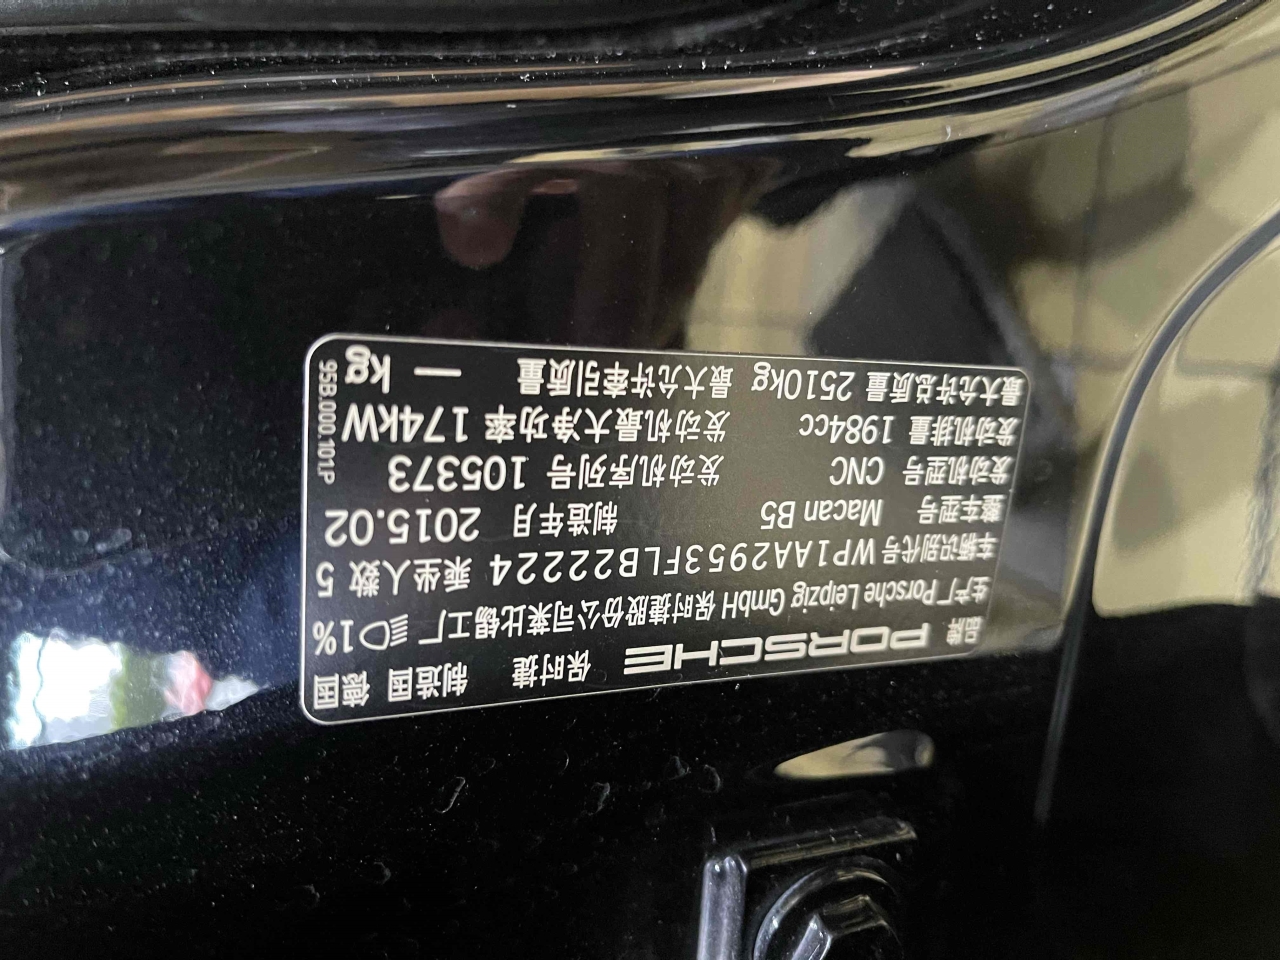 品牌 PORSCHE 保时捷 制造国 德国
生产厂 Porsche Leipzig GmbH 保时捷股份公司莱比锡工厂 1%
车辆识别代号 WP1AA2953FLB22224 乘坐人数 5
整车型号 Macan B5 制造年月 2015.02
发动机型号 CNC 发动机序列号 105373
发动机排量 1984cc 发动机最大净功率 174kW
最大允许总质量 2510kg 最大允许牵引质量 — kg
95B.000.101.P